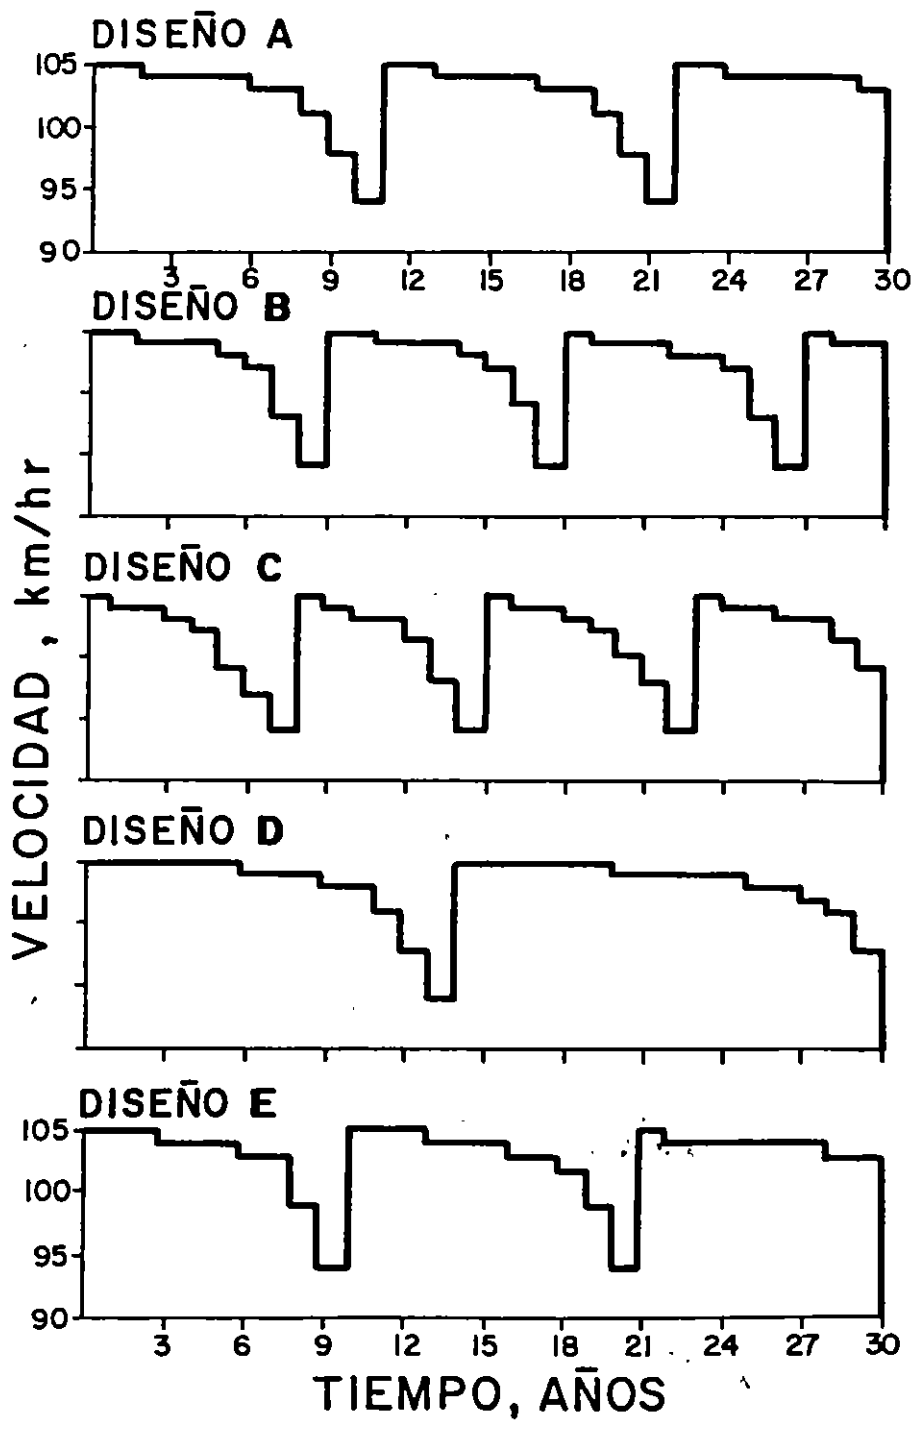 DISEÑO A
105
100
95
90
3 6 9 12 15 18 21 24 27 30
DISEÑO B
DISEÑO C
DISEÑO D
DISEÑO E
105
100
95
90
3 6 9 12 15 18 21 24 27 30
TIEMPO, AÑOS
VELOCIDAD, km/hr